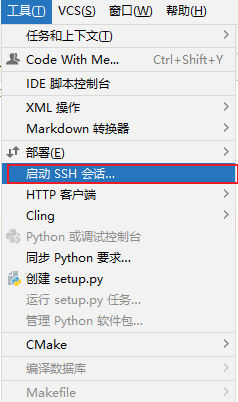 工具(T) VCS(S) 窗口(W) 帮助(H)
任务和上下文(T)
Code With Me... Ctrl+Shift+Y
IDE 脚本控制台
XML 操作
Markdown 转换器
部署(E)
启动 SSH 会话...
HTTP 客户端
Cling
Python 或调试控制台
同步 Python 要求...
创建 setup.py
运行 setup.py 任务...
管理 Python 软件包...
CMake
编译数据库
Makefile